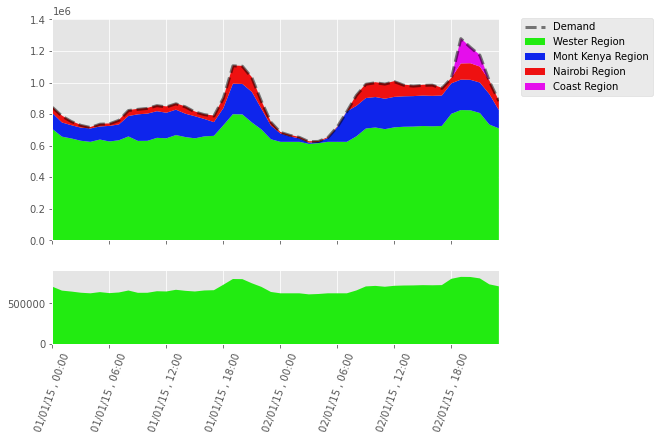 1e6
1.4
1.2
1.0
0.8
0.6
0.4
0.2
0.0
Demand
Wester Region
Mont Kenya Region
Nairobi Region
Coast Region
500000
0
01/01/15 , 00:00
01/01/15 , 06:00
01/01/15 , 12:00
01/01/15 , 18:00
02/01/15 , 00:00
02/01/15 , 06:00
02/01/15 , 12:00
02/01/15 , 18:00